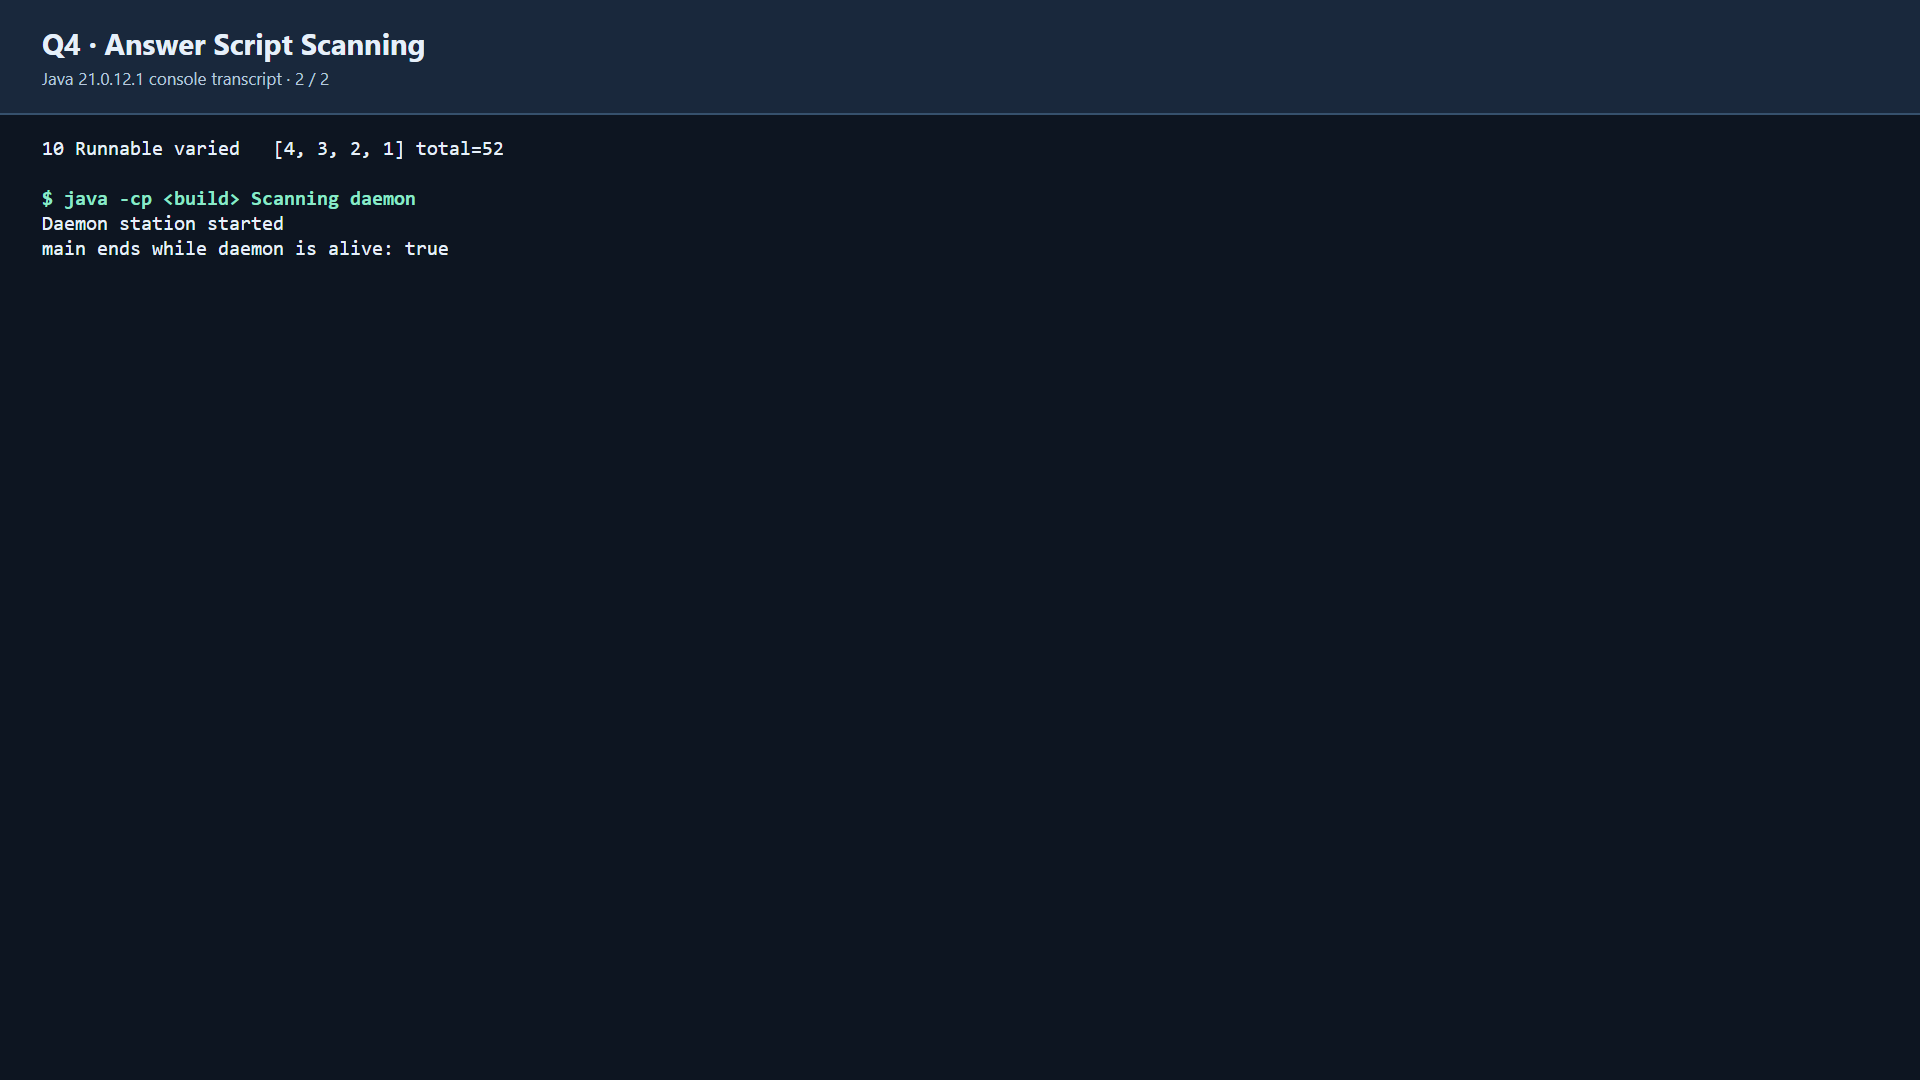 Q4 · Answer Script Scanning
Java 21.0.12.1 console transcript · 2 / 2
10 Runnable varied   [4, 3, 2, 1] total=52
$ java -cp <build> Scanning daemon
Daemon station started
main ends while daemon is alive: true